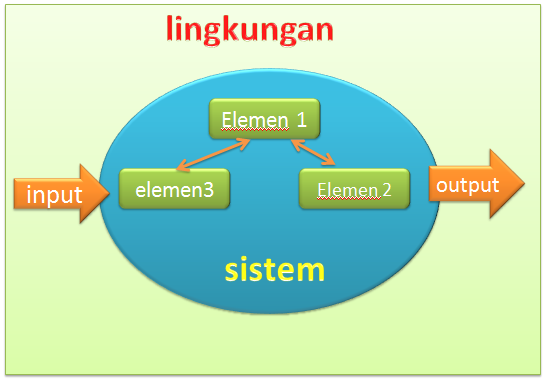 lingkungan
Elemen 1
elemen3
Elemen 2
input
output
sistem